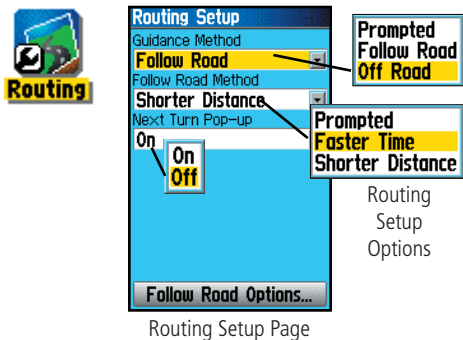 Routing
Routing Setup
Guidance Method
Follow Road
Follow Road Method
Shorter Distance
Next Turn Pop-up
On
On
Off
Follow Road Options...
Prompted
Follow Road
Off Road
Prompted
Faster Time
Shorter Distance
Routing
Setup
Options
Routing Setup Page